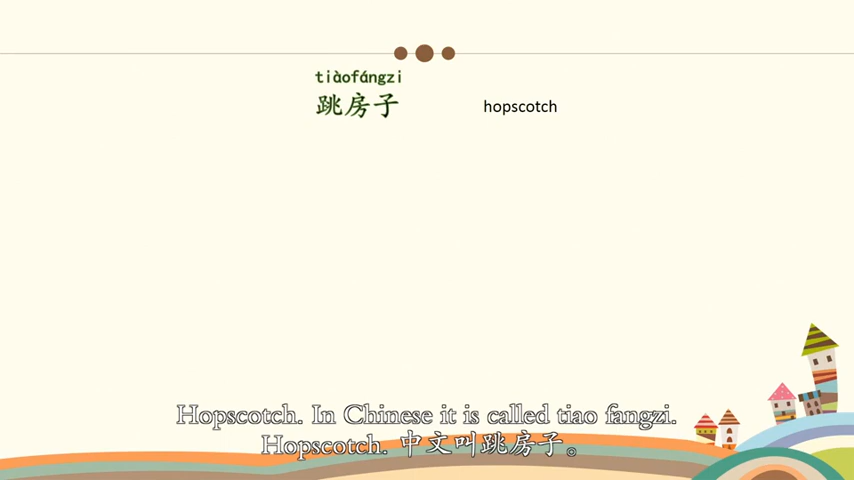 tiàofángzi
跳房子 hopscotch
Hopscotch. In Chinese it is called tiao fangzi.
Hopscotch. 中文叫跳房子。